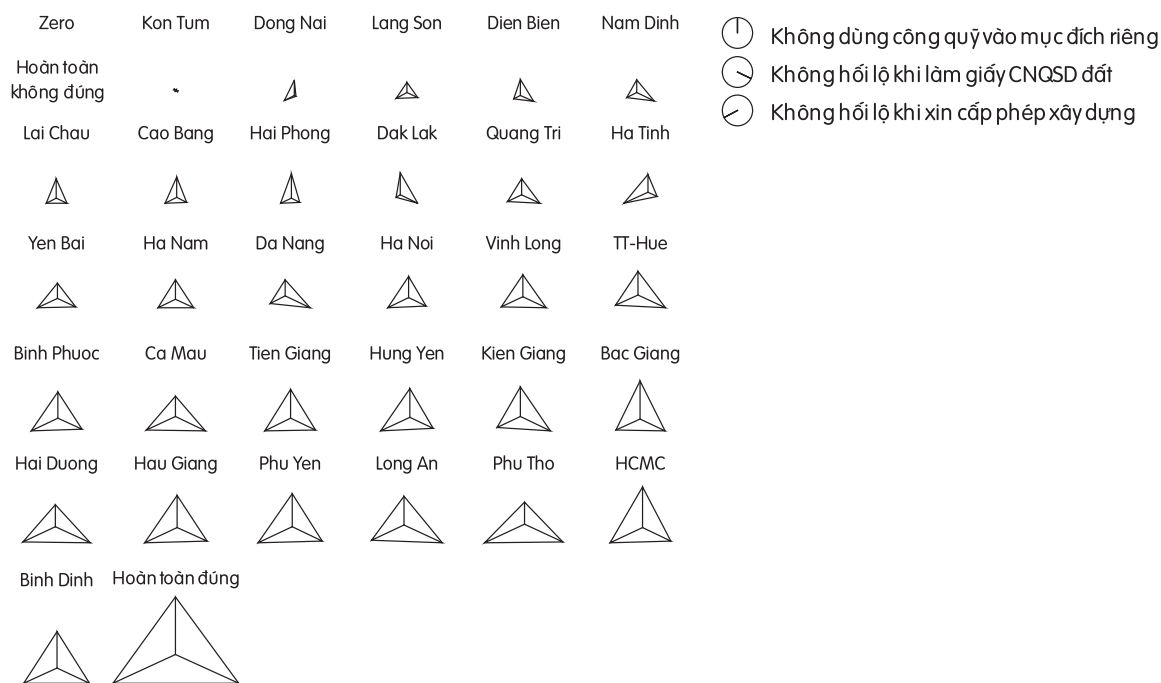 Zero Kon Tum Dong Nai Lang Son Dien Bien Nam Dinh
Hoàn toàn
không đúng
Lai Chau Cao Bang Hai Phong Dak Lak Quang Tri Ha Tinh
Yen Bai Ha Nam Da Nang Ha Noi Vinh Long TT-Hue
Binh Phuoc Ca Mau Tien Giang Hung Yen Kien Giang Bac Giang
Hai Duong Hau Giang Phu Yen Long An Phu Tho HCMC
Binh Dinh Hoàn toàn đúng
Không dùng công quỹ vào mục đích riêng
Không hối lộ khi làm giấy CNQSD đất
Không hối lộ khi xin cấp phép xây dựng